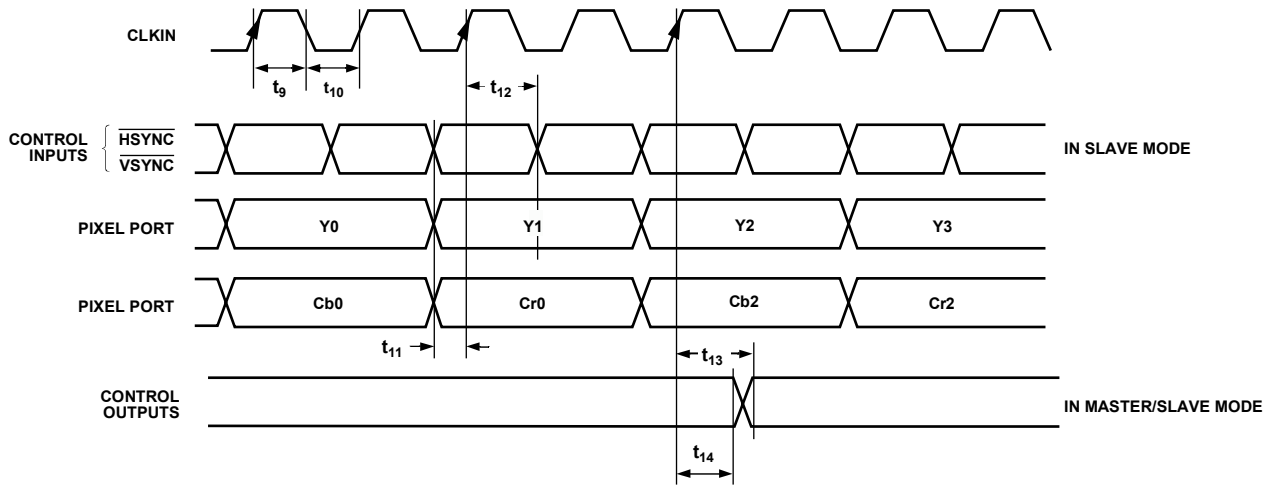 CLKIN
t9
t10
t12
CONTROL INPUTS
HSYNC
VSYNC
IN SLAVE MODE
PIXEL PORT
Y0
Y1
Y2
Y3
PIXEL PORT
Cb0
Cr0
Cb2
Cr2
t11
t13
CONTROL
OUTPUTS
IN MASTER/SLAVE MODE
t14